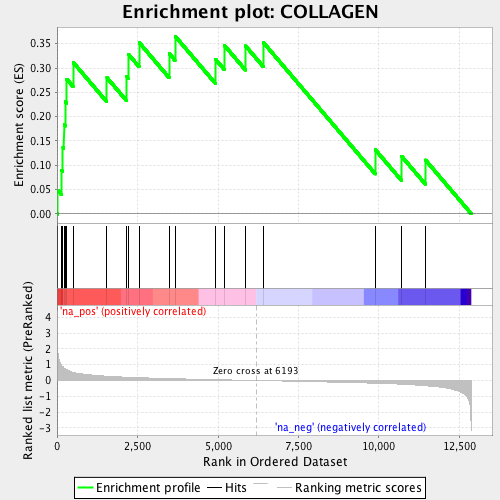 Enrichment plot: COLLAGEN
Enrichment score (ES)
0.35
0.30
0.25
0.20
0.15
0.10
0.05
0.00
'na_pos' (positively correlated)
Ranked list metric (PreRanked)
4
3
2
1
0
-1
-2
-3
Zero cross at 6193
'na_neg' (negatively correlated)
0 2,500 5,000 7,500 10,000 12,500
Rank in Ordered Dataset
Enrichment profile Hits Ranking metric scores